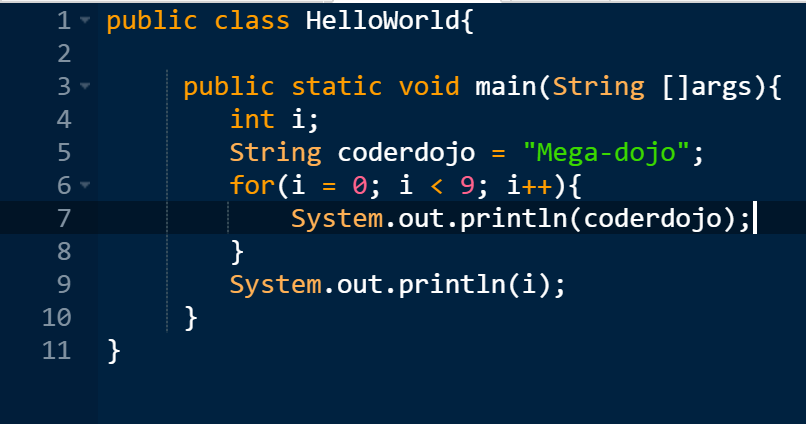 1 public class HelloWorld{
2
3 public static void main(String []args){
4 int i;
5 String coderdojo = "Mega-dojo";
6 for(i = 0; i < 9; i++){
7 System.out.println(coderdojo);
8 }
9 System.out.println(i);
10 }
11 }